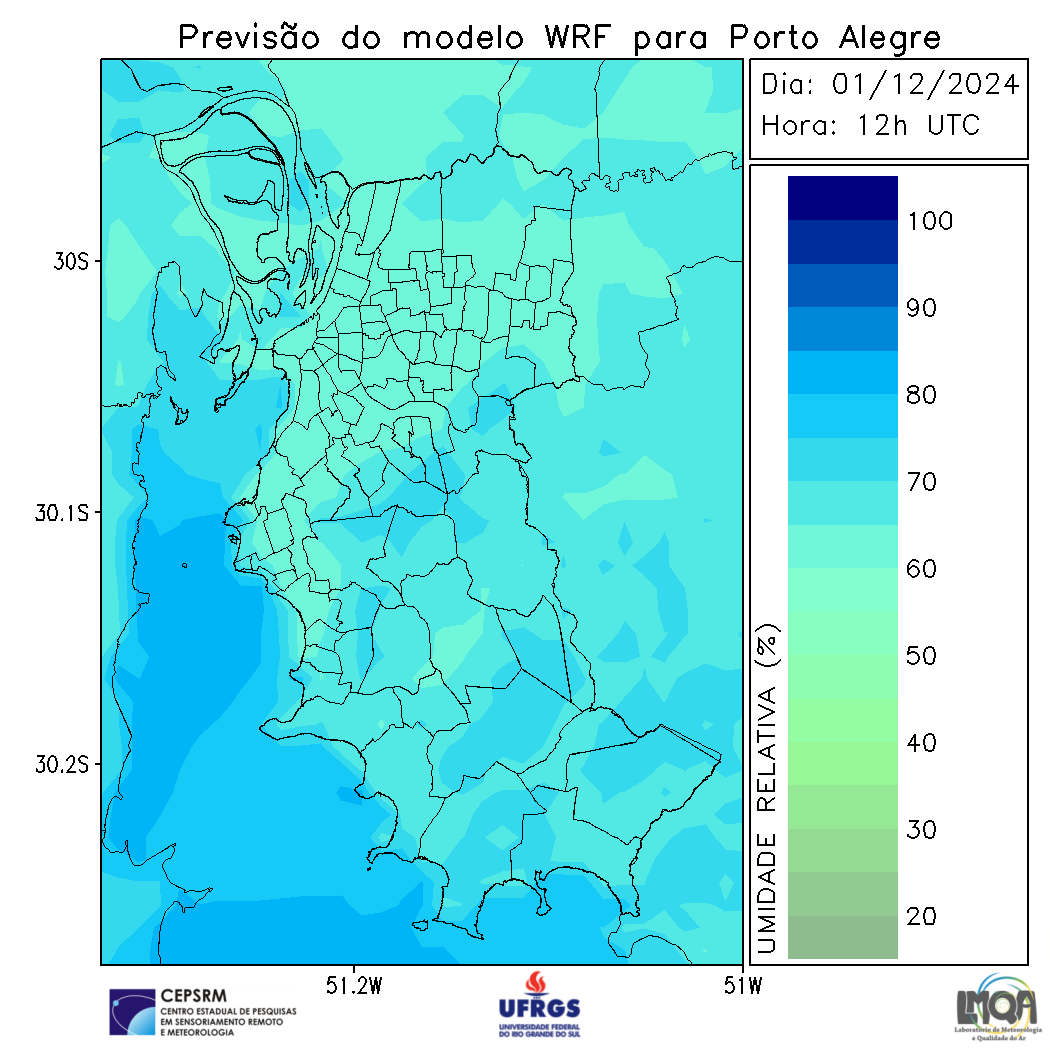 Previsão do modelo WRF para Porto Alegre
Dia: 01/12/2024
Hora: 12h UTC
30S
30.1S
30.2S
51.2W
51W
UMIDADE RELATIVA (%)
100
90
80
70
60
50
40
30
20
CEPSRM
CENTRO ESTADUAL DE PESQUISAS
EM SENSORIAMENTO REMOTO
E METEOROLOGIA
UFRGS
UNIVERSIDADE FEDERAL
DO RIO GRANDE DO SUL
LMQA
Laboratório de Meteorologia
e Qualidade do Ar